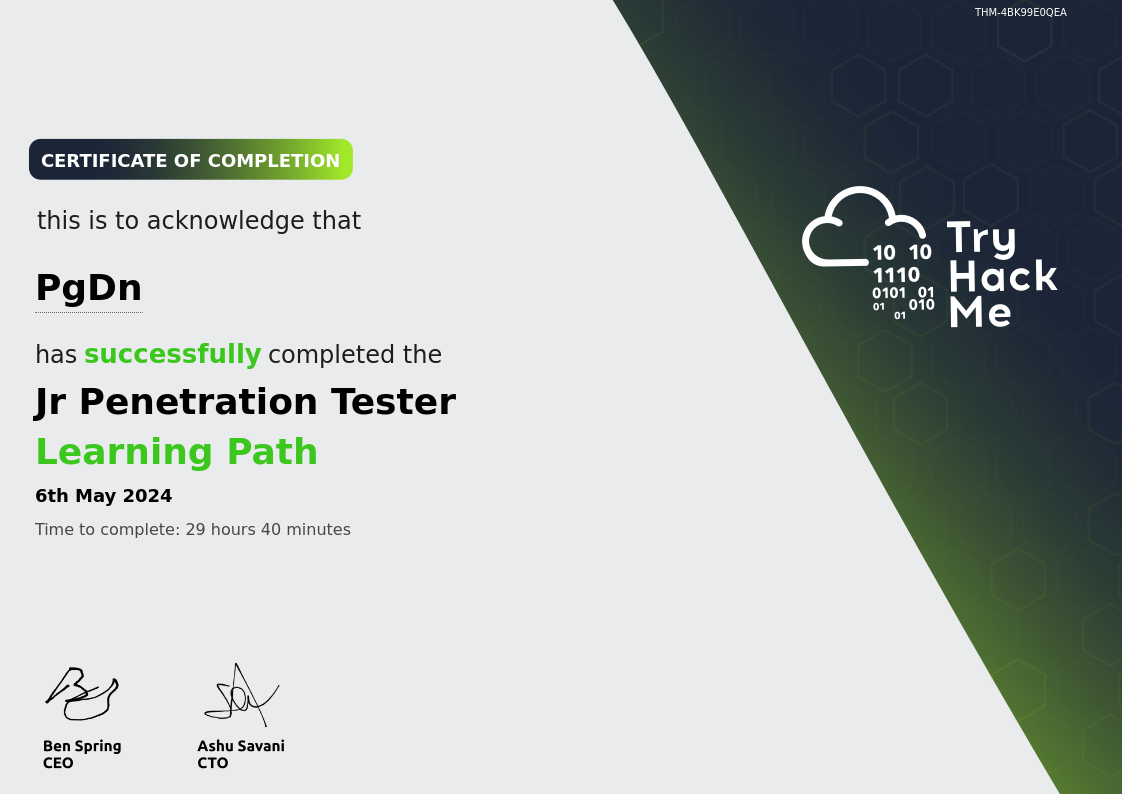 THM-4BK99E0QEA
CERTIFICATE OF COMPLETION
this is to acknowledge that
PgDn
has successfully completed the
Jr Penetration Tester
Learning Path
6th May 2024
Time to complete: 29 hours 40 minutes
Try
Hack
Me
10 10
1110
0101 01
01 010
01
Ben Spring
CEO
Ashu Savani
CTO